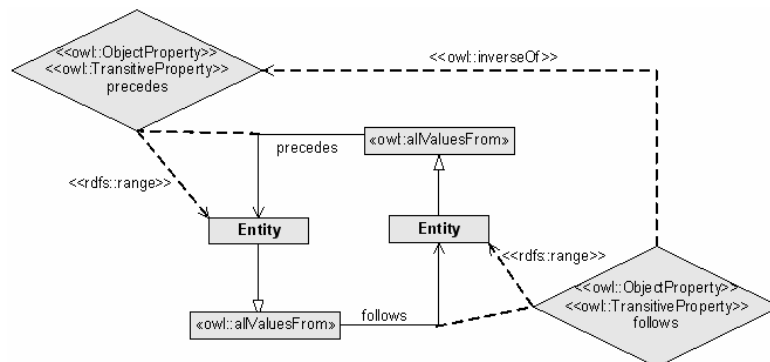 <<owl::ObjectProperty>>
<<owl::TransitiveProperty>>
precedes
<<owl::inverseOf>>
precedes
«owl::allValuesFrom»
<<rdfs::range>>
Entity
Entity
<<rdfs::range>>
«owl::allValuesFrom»
follows
<<owl::ObjectProperty>>
<<owl::TransitiveProperty>>
follows